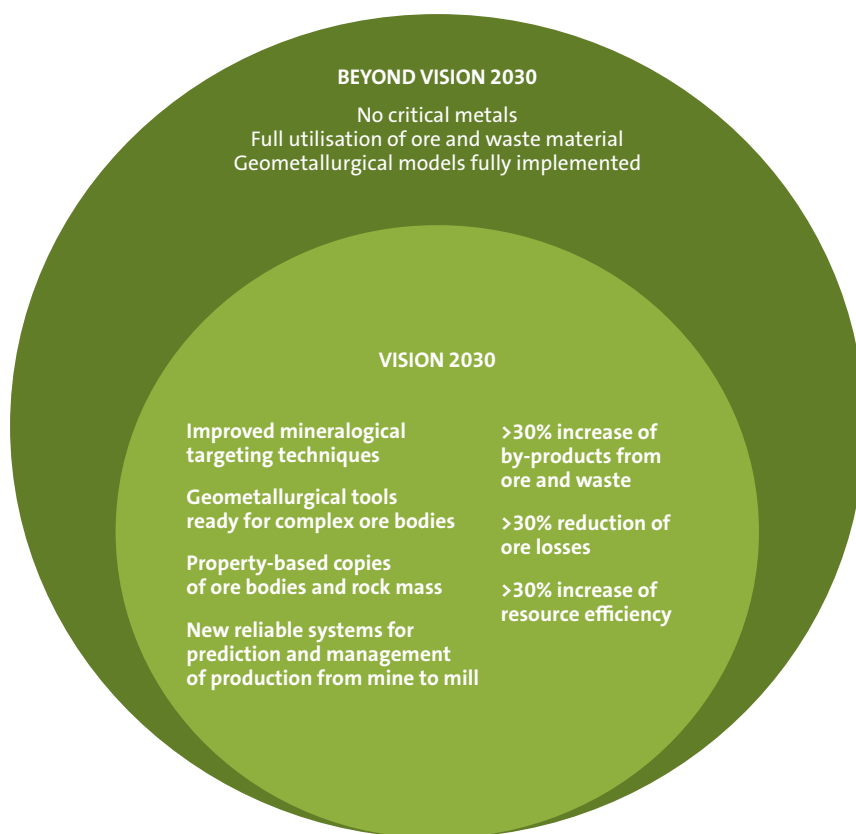 BEYOND VISION 2030
No critical metals
Full utilisation of ore and waste material
Geometallurgical models fully implemented
VISION 2030
Improved mineralogical
targeting techniques
Geometallurgical tools
ready for complex ore bodies
Property-based copies
of ore bodies and rock mass
New reliable systems for
prediction and management
of production from mine to mill
>30% increase of
by-products from
ore and waste
>30% reduction of
ore losses
>30% increase of
resource efficiency